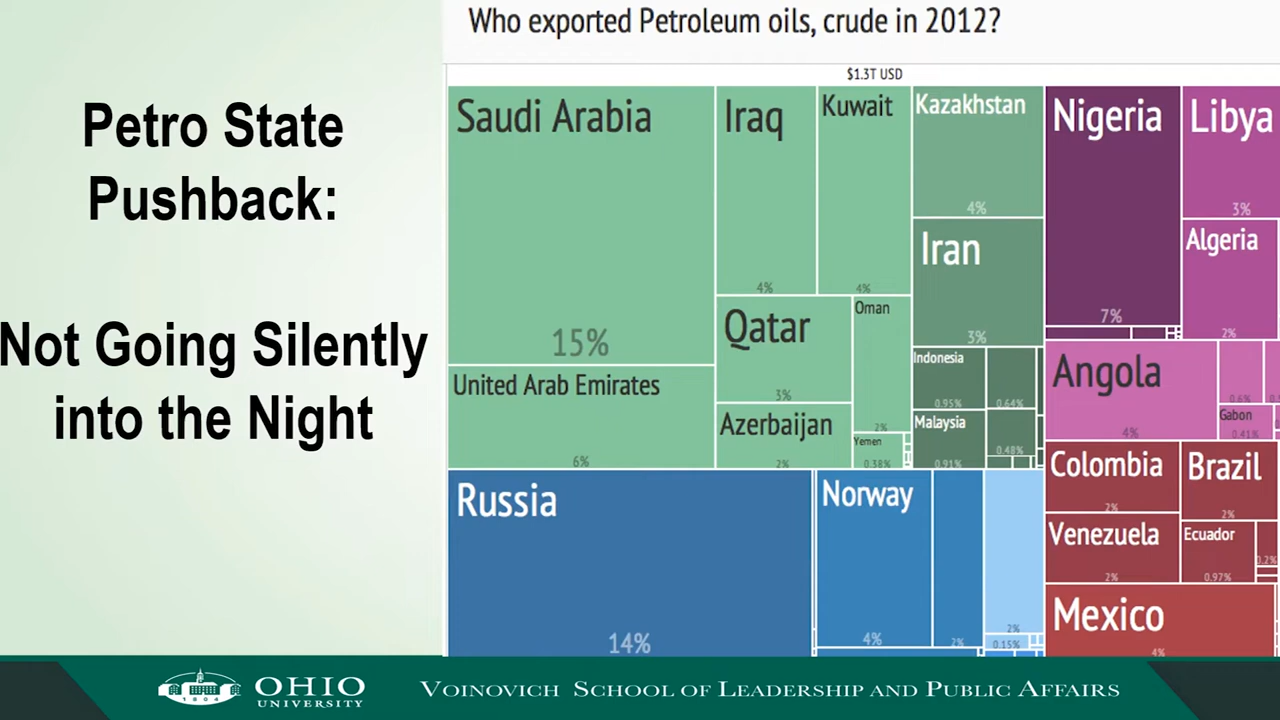 Petro State
Pushback:
Not Going Silently
into the Night
Who exported Petroleum oils, crude in 2012?
$1.3T USD
Saudi Arabia
15%
United Arab Emirates
6%
Iraq
4%
Kuwait
4%
Qatar
3%
Azerbaijan
2%
Oman
2%
Yemen
0.38%
Kazakhstan
4%
Iran
3%
Indonesia
0.95%
0.64%
Malaysia
0.91%
0.48%
Nigeria
7%
Libya
3%
Algeria
2%
Angola
4%
0.6%
Gabon
0.41%
Russia
14%
Norway
4%
2%
2%
0.15%
Colombia
2%
Brazil
2%
Venezuela
2%
Ecuador
0.97%
0.2%
Mexico
4%
1804
OHIO
UNIVERSITY
VOINOVICH SCHOOL OF LEADERSHIP AND PUBLIC AFFAIRS